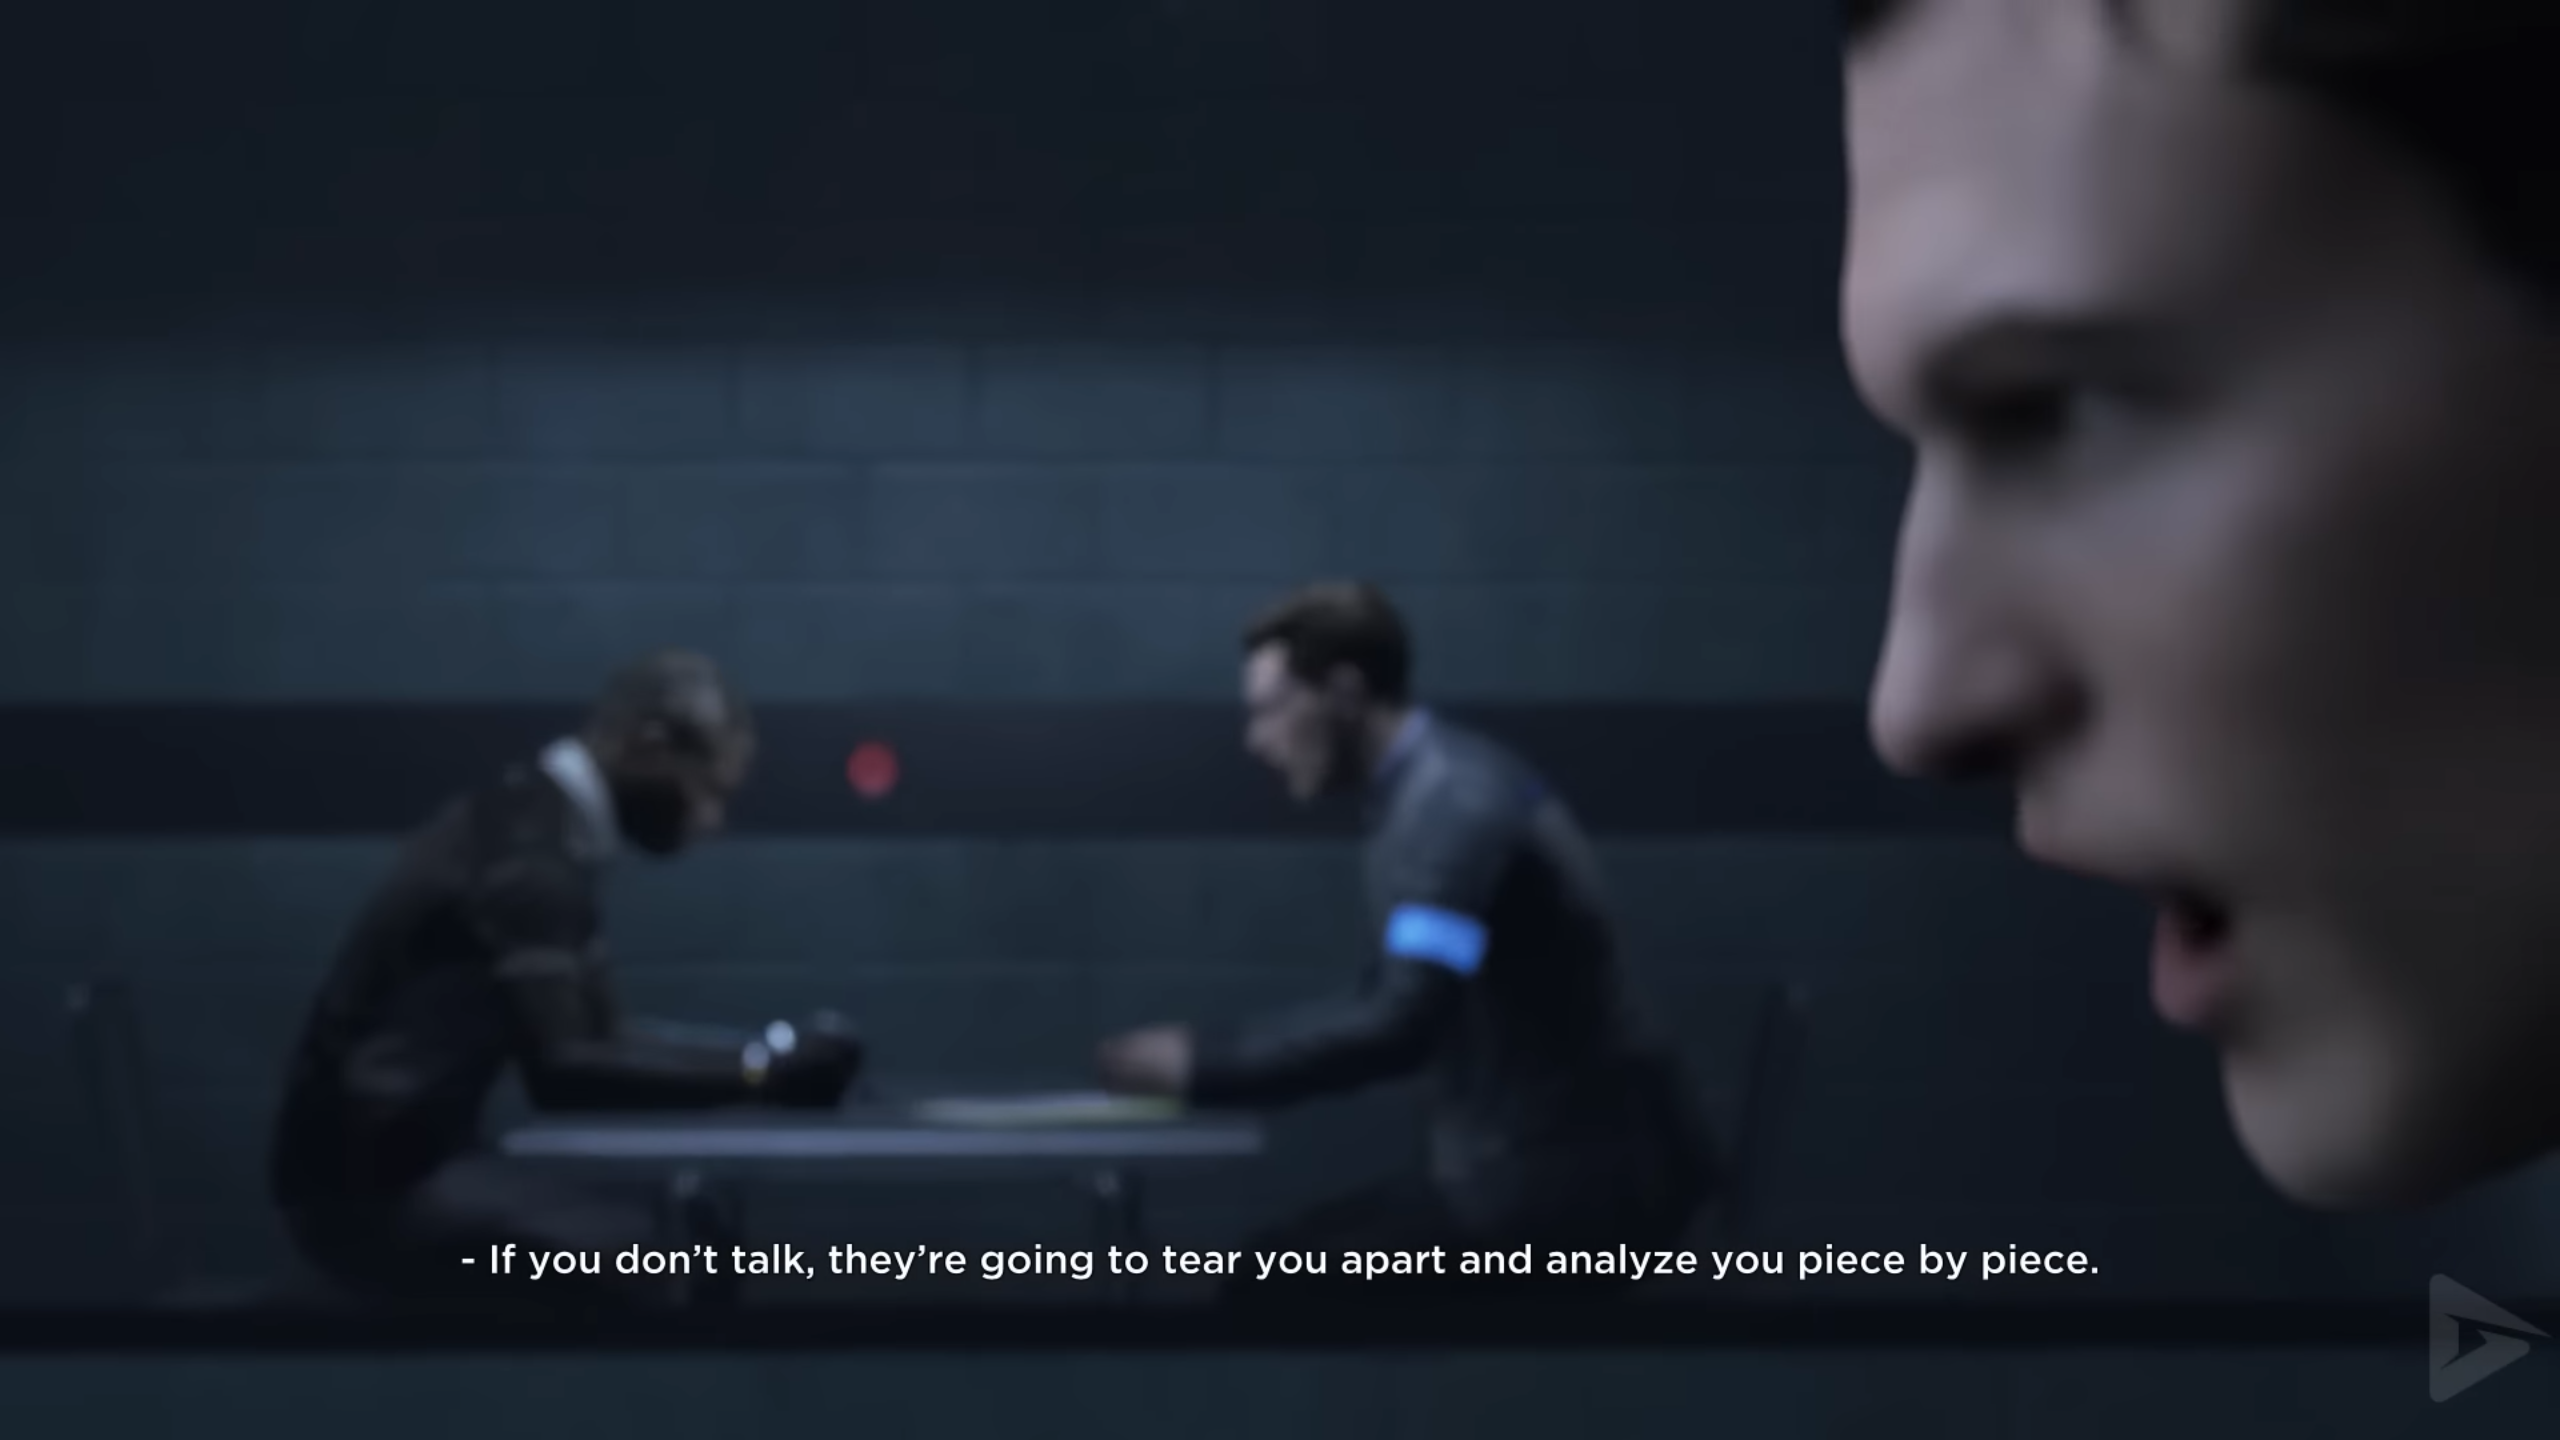 - If you don’t talk, they’re going to tear you apart and analyze you piece by piece.